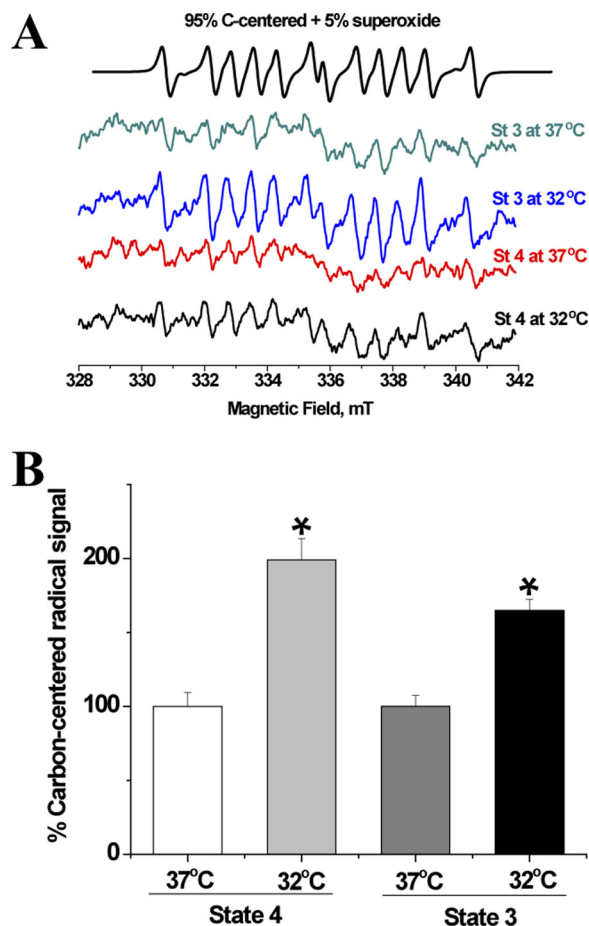 A
95% C-centered + 5% superoxide
St 3 at 37°C
St 3 at 32°C
St 4 at 37°C
St 4 at 32°C
328 330 332 334 336 338 340 342
Magnetic Field, mT
B
% Carbon-centered radical signal
200
100
0
*
*
37°C 32°C 37°C 32°C
State 4 State 3